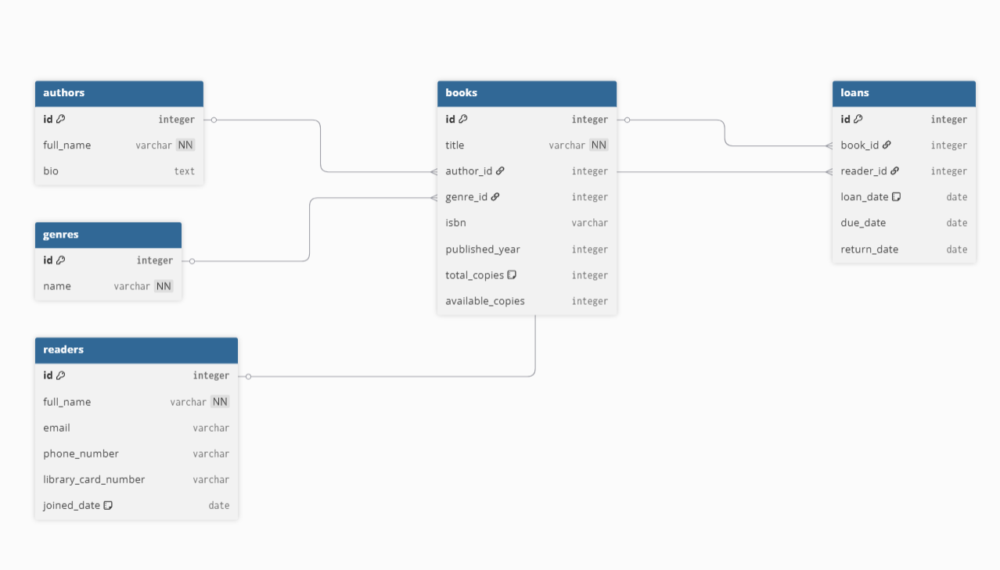 authors
id integer
full_name varchar NN
bio text
genres
id integer
name varchar NN
readers
id integer
full_name varchar NN
email varchar
phone_number varchar
library_card_number varchar
joined_date date
books
id integer
title varchar NN
author_id integer
genre_id integer
isbn varchar
published_year integer
total_copies integer
available_copies integer
loans
id integer
book_id integer
reader_id integer
loan_date date
due_date date
return_date date